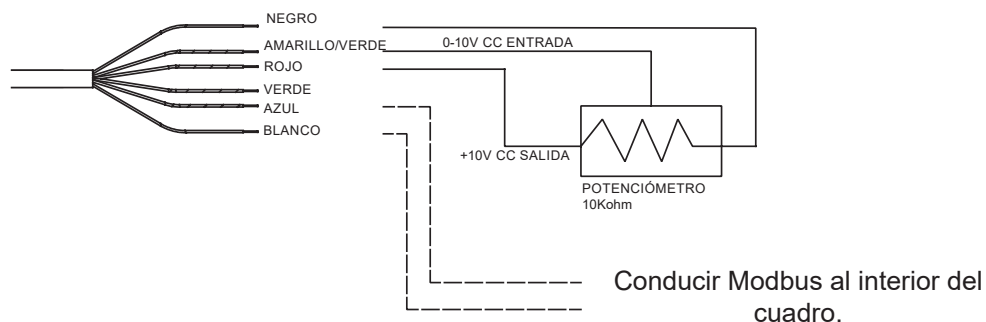 NEGRO
AMARILLO/VERDE
0-10V CC ENTRADA
ROJO
VERDE
AZUL
BLANCO
+10V CC SALIDA
POTENCIÓMETRO
10Kohm
Conducir Modbus al interior del
cuadro.